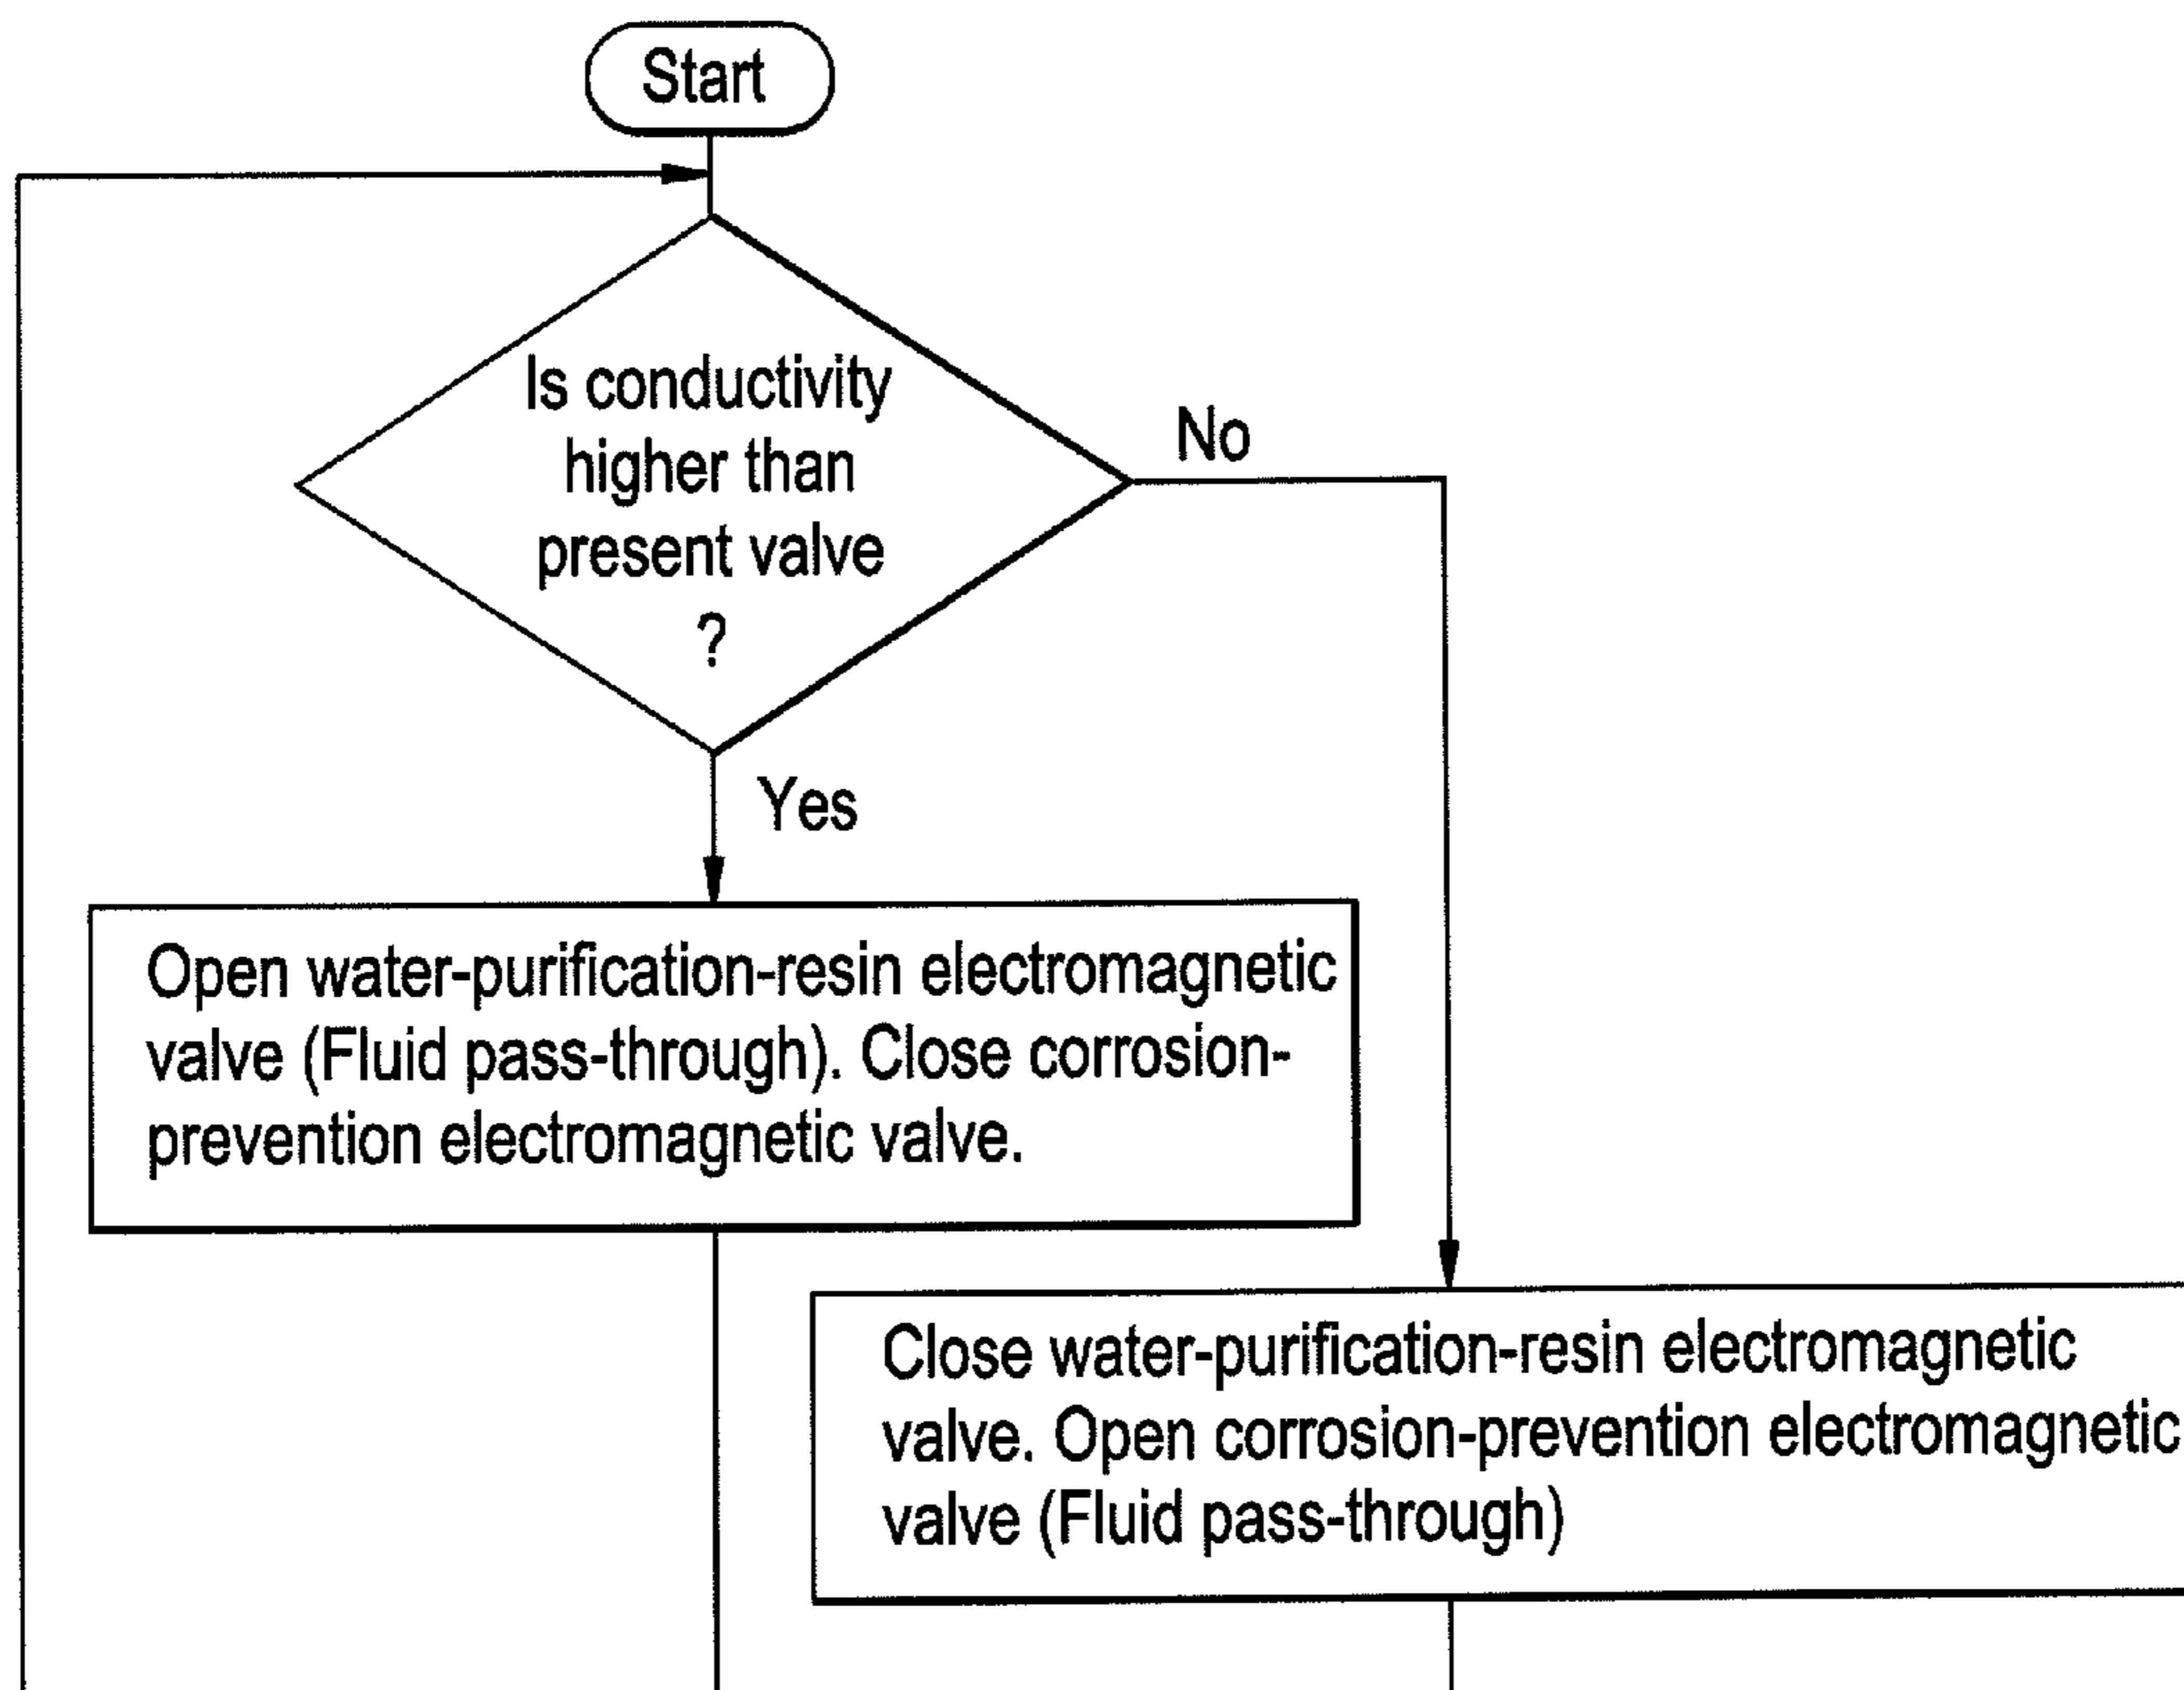 Start
Is conductivity
higher than
present valve
?
No
Yes
Open water-purification-resin electromagnetic
valve (Fluid pass-through). Close corrosion-
prevention electromagnetic valve.
Close water-purification-resin electromagnetic
valve. Open corrosion-prevention electromagnetic
valve (Fluid pass-through)